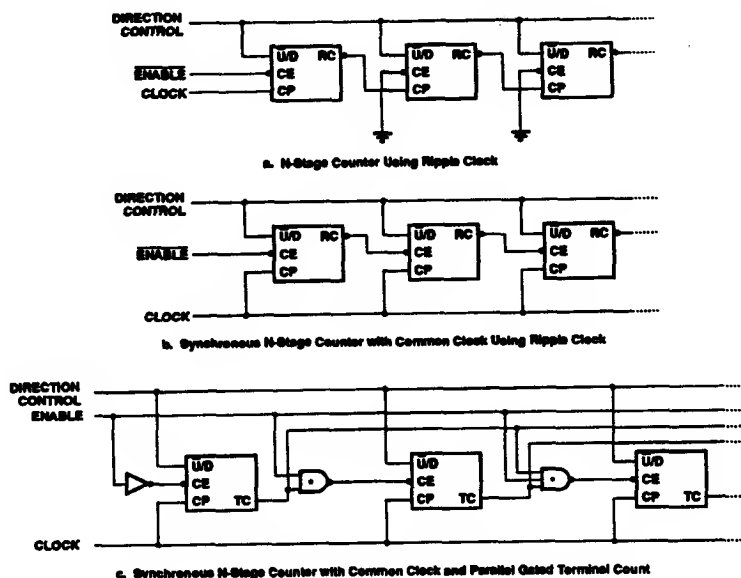 DIRECTION
CONTROL
U̅/D RC
CE
CP
U̅/D RC
CE
CP
U̅/D RC
CE
CP
E̅N̅A̅B̅L̅E̅
CLOCK
a. N-Stage Counter Using Ripple Clock
DIRECTION
CONTROL
U̅/D RC
CE
CP
U̅/D RC
CE
CP
U̅/D RC
CE
CP
E̅N̅A̅B̅L̅E̅
CLOCK
b. Synchronous N-Stage Counter with Common Clock Using Ripple Clock
DIRECTION
CONTROL
ENABLE
U̅/D
CE
CP TC
U̅/D
CE
CP TC
U̅/D
CE
CP TC
CLOCK
c. Synchronous N-Stage Counter with Common Clock and Parallel Gated Terminal Count